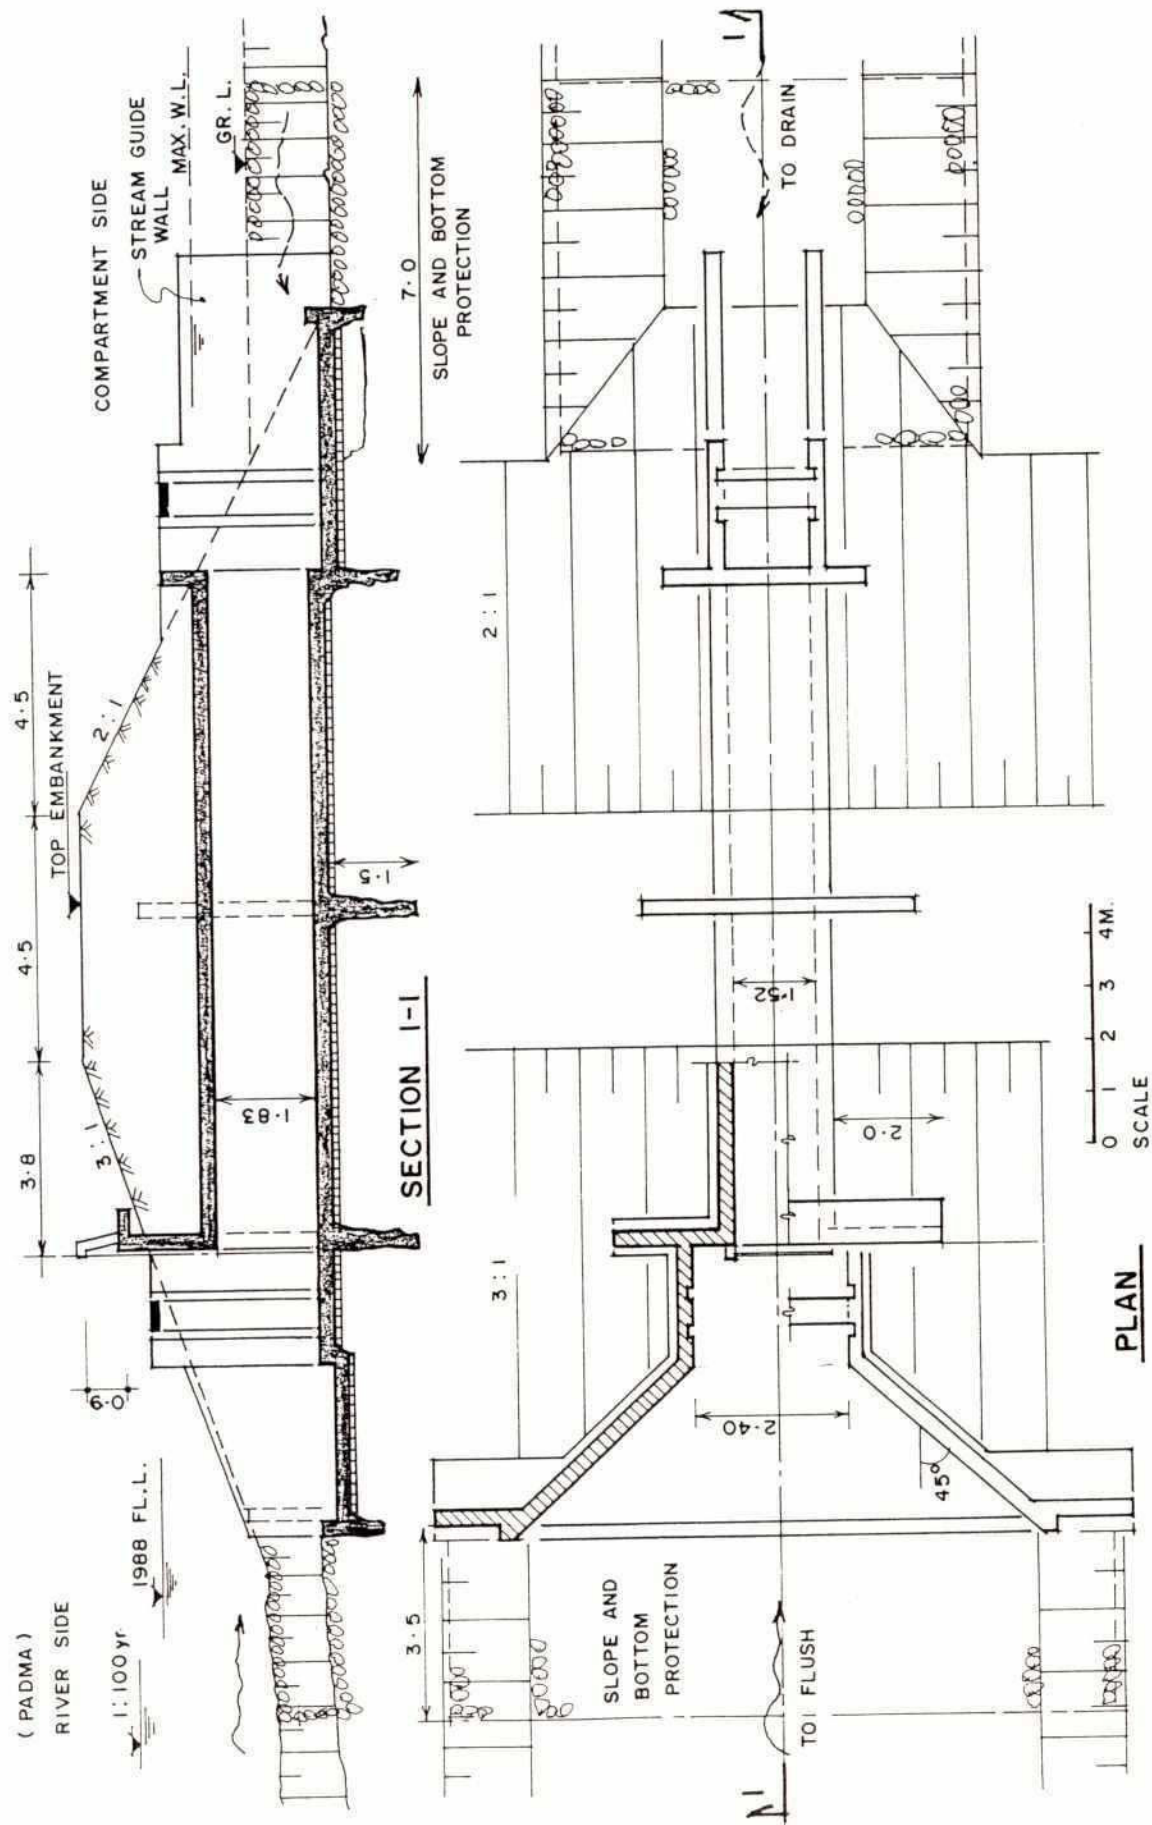 (PADMA)
RIVER SIDE
1:100yr.
1988 FL.L.
0·9
3·8
4·5
4·5
TOP EMBANKMENT
3:1
2:1
1·83
1·5
COMPARTMENT SIDE
STREAM GUIDE
WALL
MAX. W.L.
GR. L.
7·0
SLOPE AND BOTTOM
PROTECTION
SECTION 1-1
3·5
SLOPE AND
BOTTOM
PROTECTION
TO FLUSH
1
3:1
2·40
45°
2·0
1·52
2:1
TO DRAIN
1
PLAN
0 1 2 3 4M.
SCALE